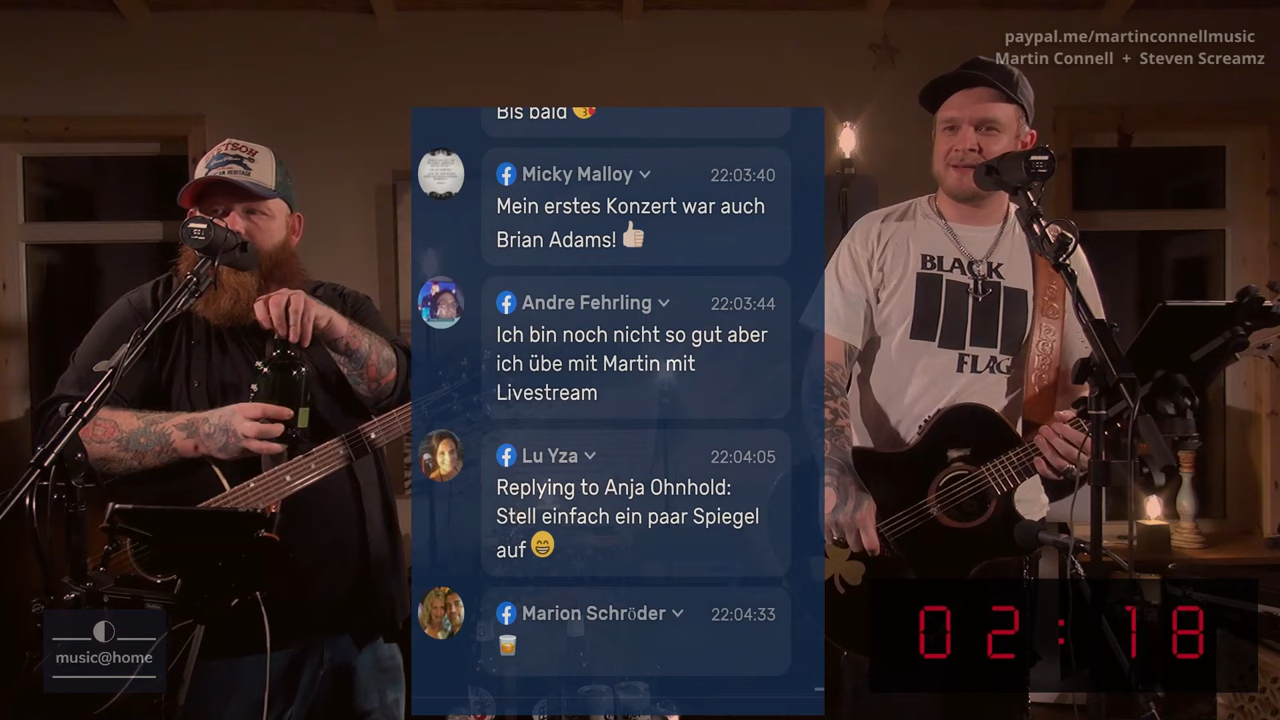 paypal.me/martinconnellmusic
Martin Connell + Steven Screamz
Bis bald
Micky Malloy 22:03:40
Mein erstes Konzert war auch
Brian Adams!
Andre Fehrling 22:03:44
Ich bin noch nicht so gut aber
ich übe mit Martin mit
Livestream
Lu Yza 22:04:05
Replying to Anja Ohnhold:
Stell einfach ein paar Spiegel
auf
Marion Schröder 22:04:33
BLACK
FLAG
music@home
02:18